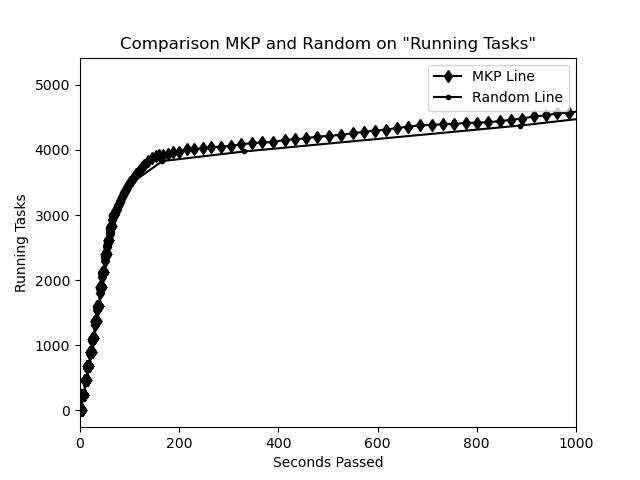 Comparison MKP and Random on "Running Tasks"
MKP Line
Random Line
5000
4000
3000
2000
1000
0
Running Tasks
0 200 400 600 800 1000
Seconds Passed